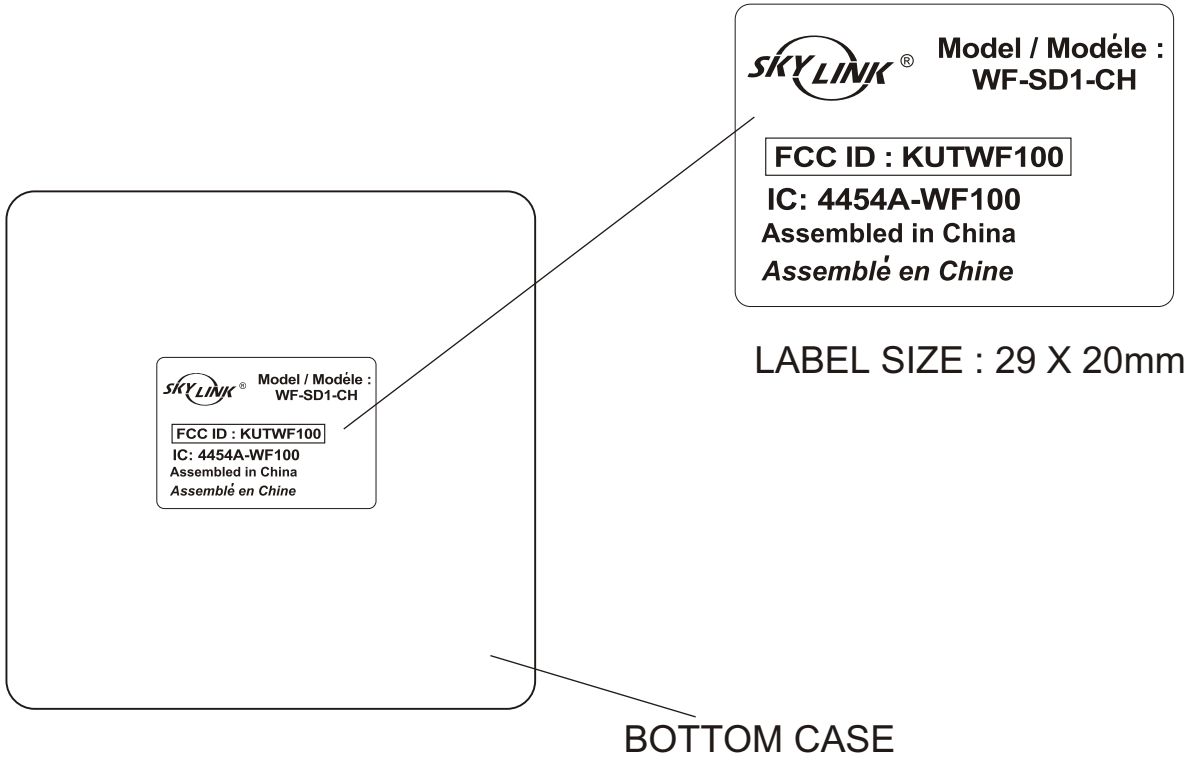 SKYLINK ® Model / Modéle :
WF-SD1-CH
FCC ID : KUTWF100
IC: 4454A-WF100
Assembled in China
Assemblé en Chine
LABEL SIZE : 29 X 20mm
SKYLINK ® Model / Modéle :
WF-SD1-CH
FCC ID : KUTWF100
IC: 4454A-WF100
Assembled in China
Assemblé en Chine
BOTTOM CASE